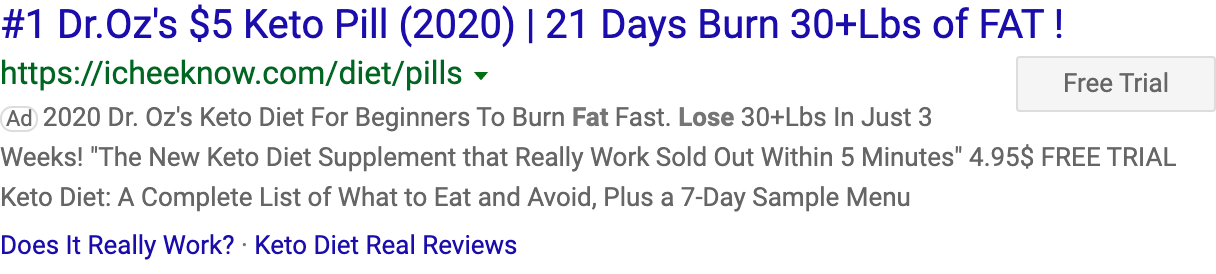 #1 Dr.Oz's $5 Keto Pill (2020) | 21 Days Burn 30+Lbs of FAT !
https://icheeknow.com/diet/pills
Free Trial
Ad 2020 Dr. Oz's Keto Diet For Beginners To Burn Fat Fast. Lose 30+Lbs In Just 3
Weeks! "The New Keto Diet Supplement that Really Work Sold Out Within 5 Minutes" 4.95$ FREE TRIAL
Keto Diet: A Complete List of What to Eat and Avoid, Plus a 7-Day Sample Menu
Does It Really Work? · Keto Diet Real Reviews